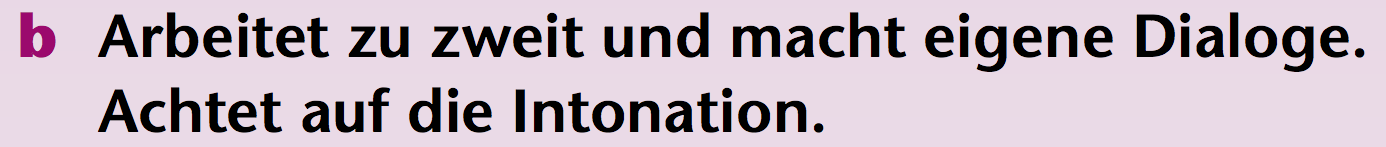 b Arbeitet zu zweit und macht eigene Dialoge.
Achtet auf die Intonation.